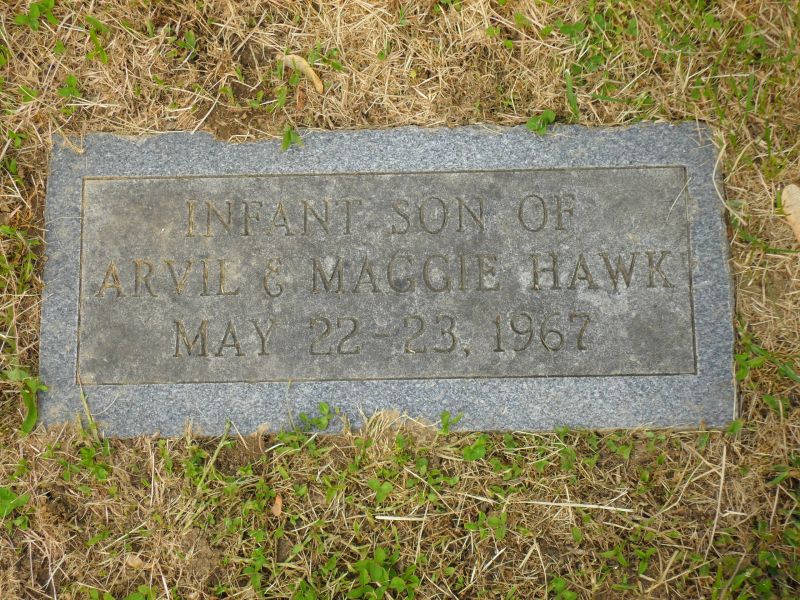 INFANT SON OF
ARVIL & MAGGIE HAWK
MAY 22-23, 1967